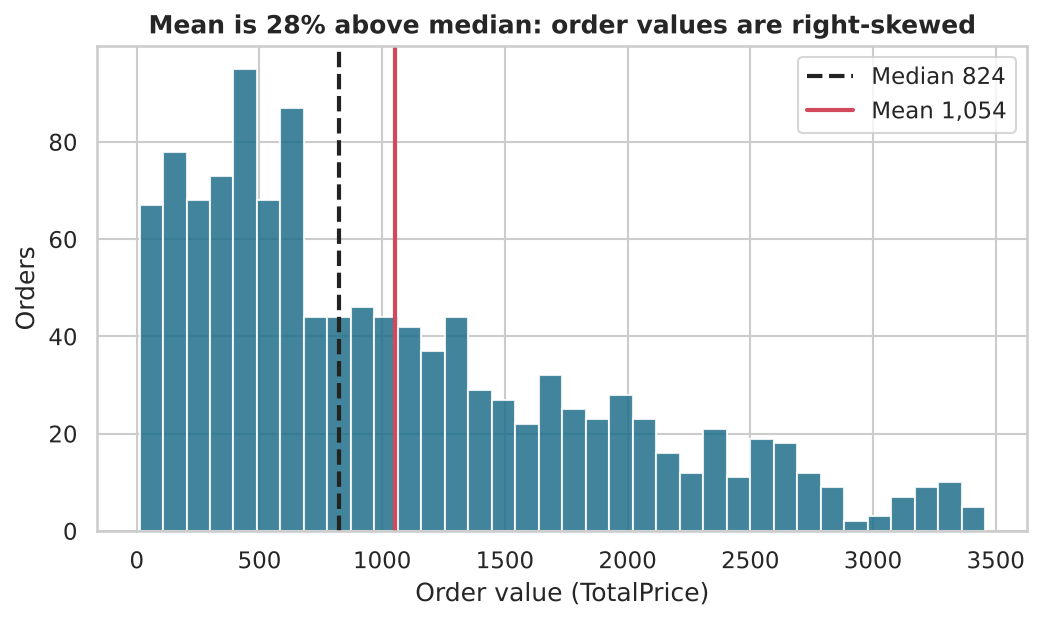 Mean is 28% above median: order values are right-skewed
Median 824
Mean 1,054
Orders
80
60
40
20
0
0 500 1000 1500 2000 2500 3000 3500
Order value (TotalPrice)